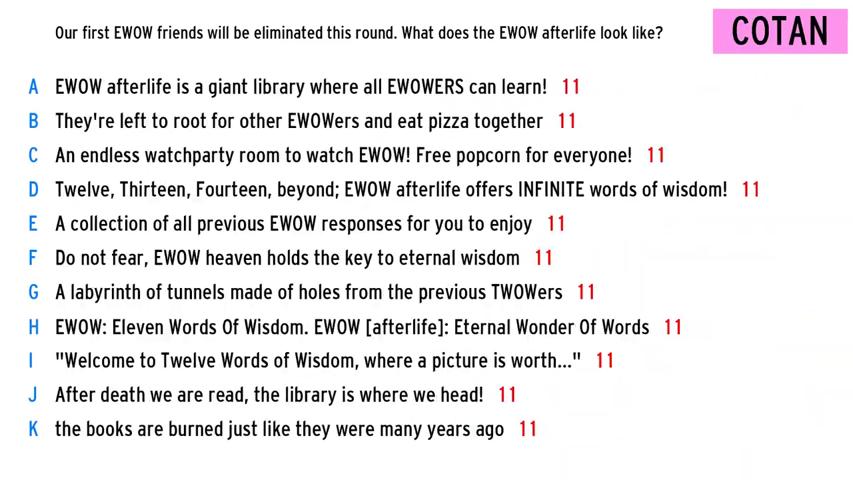 Our first EWOW friends will be eliminated this round. What does the EWOW afterlife look like?
COTAN
A EWOW afterlife is a giant library where all EWOWERS can learn! 11
B They're left to root for other EWOWers and eat pizza together 11
C An endless watchparty room to watch EWOW! Free popcorn for everyone! 11
D Twelve, Thirteen, Fourteen, beyond; EWOW afterlife offers INFINITE words of wisdom! 11
E A collection of all previous EWOW responses for you to enjoy 11
F Do not fear, EWOW heaven holds the key to eternal wisdom 11
G A labyrinth of tunnels made of holes from the previous TWOWers 11
H EWOW: Eleven Words Of Wisdom. EWOW [afterlife]: Eternal Wonder Of Words 11
I "Welcome to Twelve Words of Wisdom, where a picture is worth..." 11
J After death we are read, the library is where we head! 11
K the books are burned just like they were many years ago 11